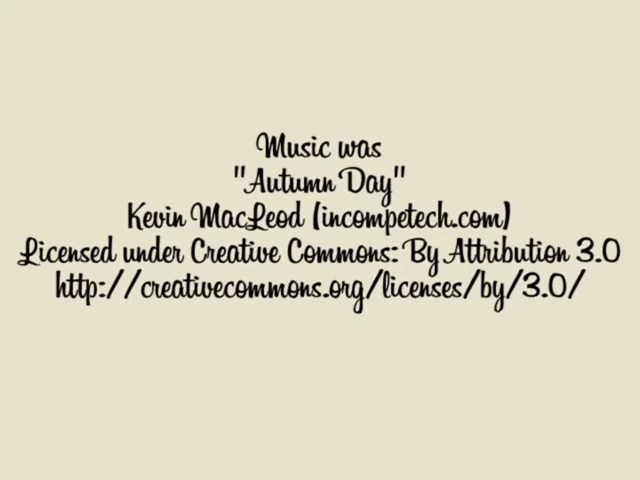 Music was
"Autumn Day"
Kevin MacLeod (incompetech.com)
Licensed under Creative Commons: By Attribution 3.0
http://creativecommons.org/licenses/by/3.0/